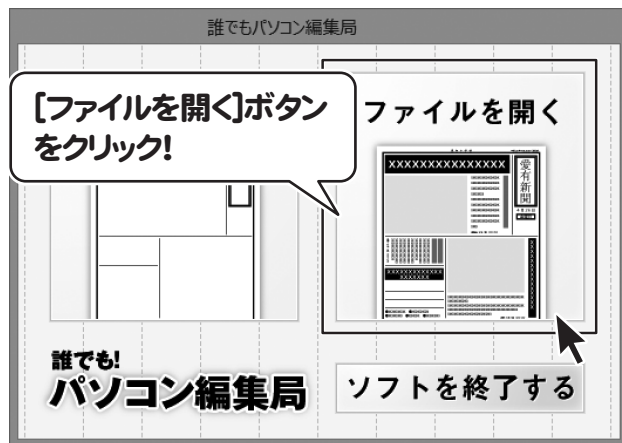 誰でもパソコン編集局
[ファイルを開く]ボタン
をクリック!
ファイルを開く
XXXXXXXXXXXXXXXX
愛有新聞
誰でも!
パソコン編集局
ソフトを終了する